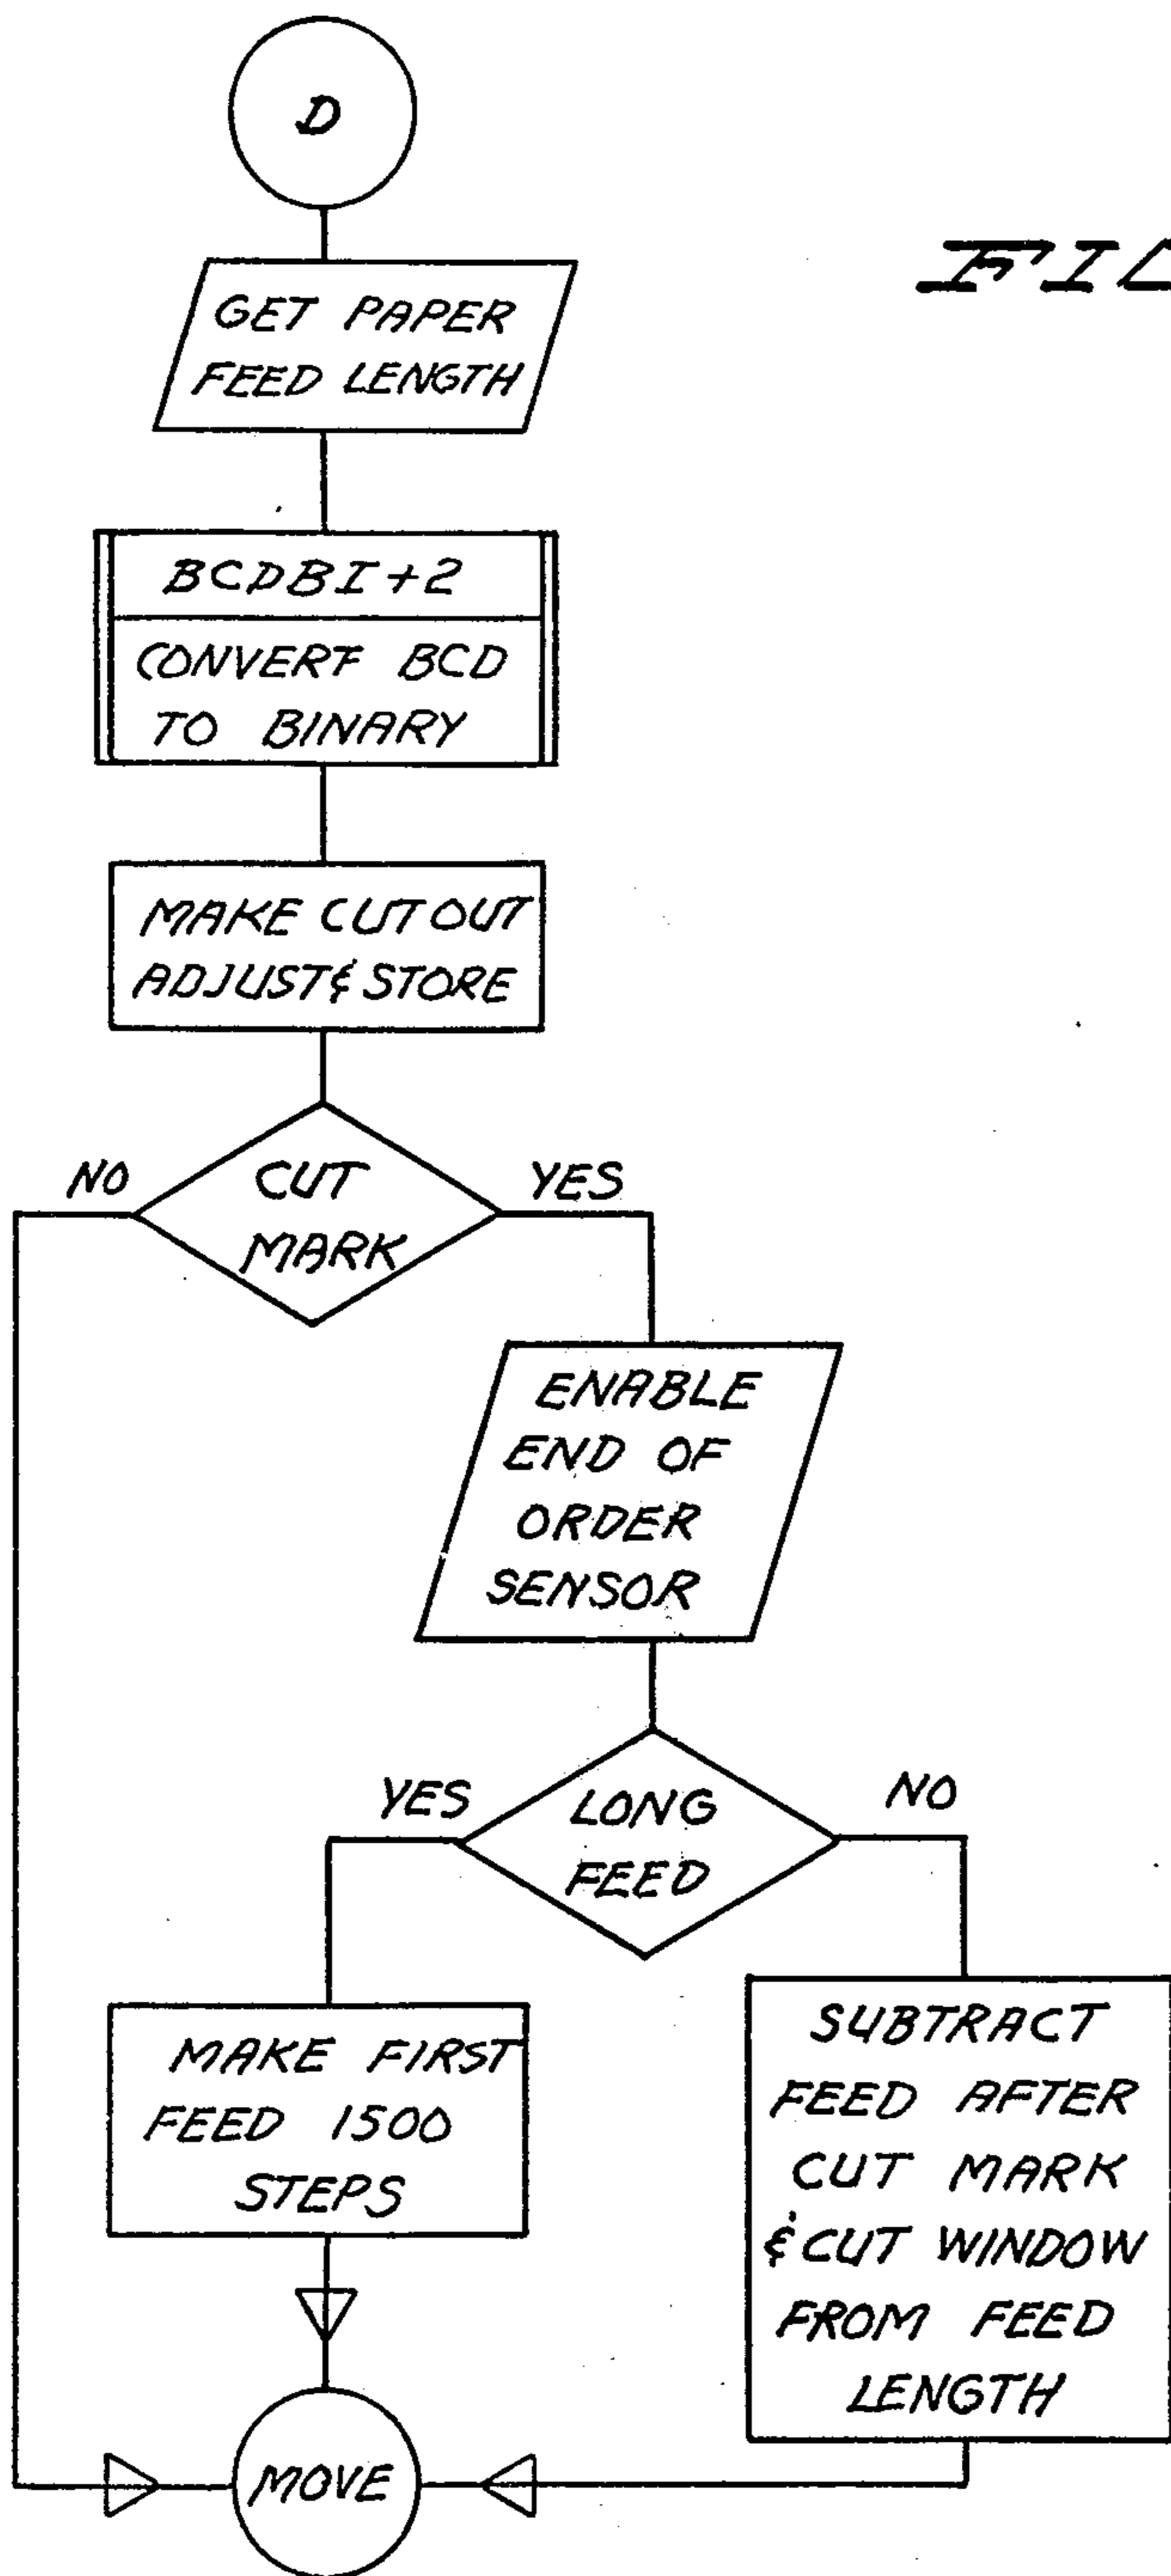 D
GET PAPER
FEED LENGTH
BCDBI+2
CONVERT BCD
TO BINARY
MAKE CUTOUT
ADJUST & STORE
CUT
MARK
NO
YES
ENABLE
END OF
ORDER
SENSOR
LONG
FEED
YES
NO
MAKE FIRST
FEED 1500
STEPS
SUBTRACT
FEED AFTER
CUT MARK
& CUT WINDOW
FROM FEED
LENGTH
MOVE